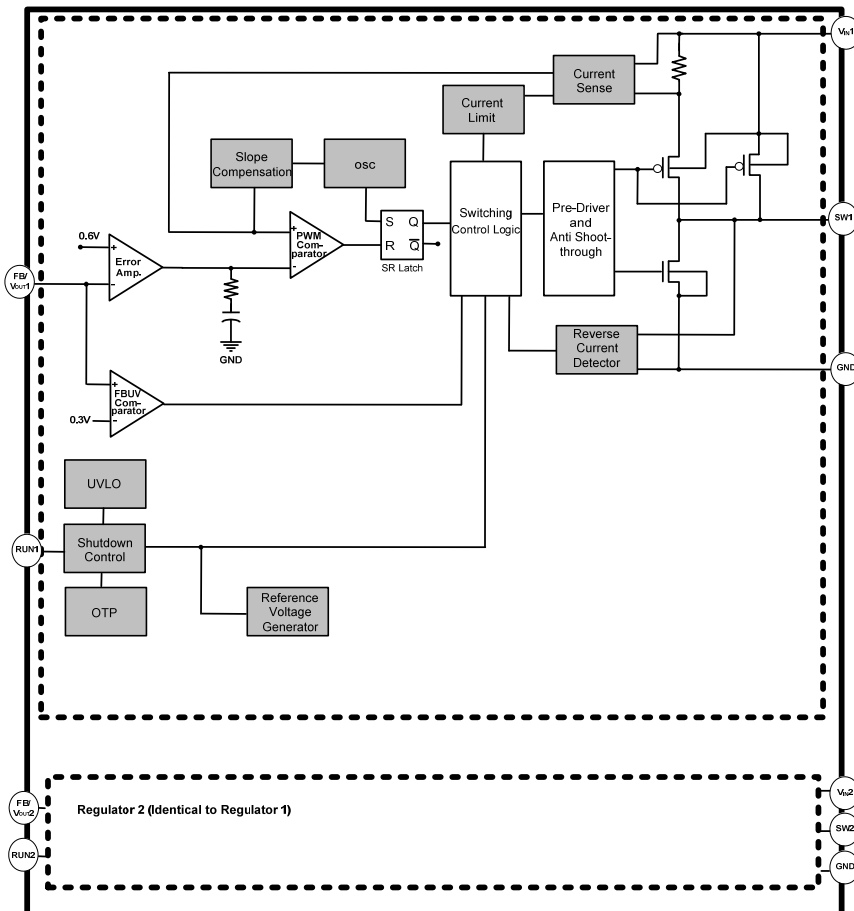 VIN1
Current
Sense
Current
Limit
Slope
Compensation
osc
Switching
Control Logic
Pre-Driver
and
Anti Shoot-
through
SW1
0.6V
+
-
Error
Amp.
+
-
PWM
Com-
parator
S Q
R Q
SR Latch
FB/
VOUT1
GND
Reverse
Current
Detector
GND
+
-
FBUV
Com-
parator
0.3V
UVLO
RUN1
Shutdown
Control
OTP
Reference
Voltage
Generator
FB/
VOUT2
Regulator 2 (Identical to Regulator 1)
VIN2
SW2
RUN2
GND